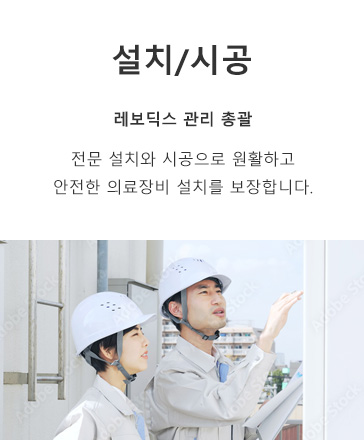 설치/시공
레보딕스 관리 총괄
전문 설치와 시공으로 원활하고
안전한 의료장비 설치를 보장합니다.